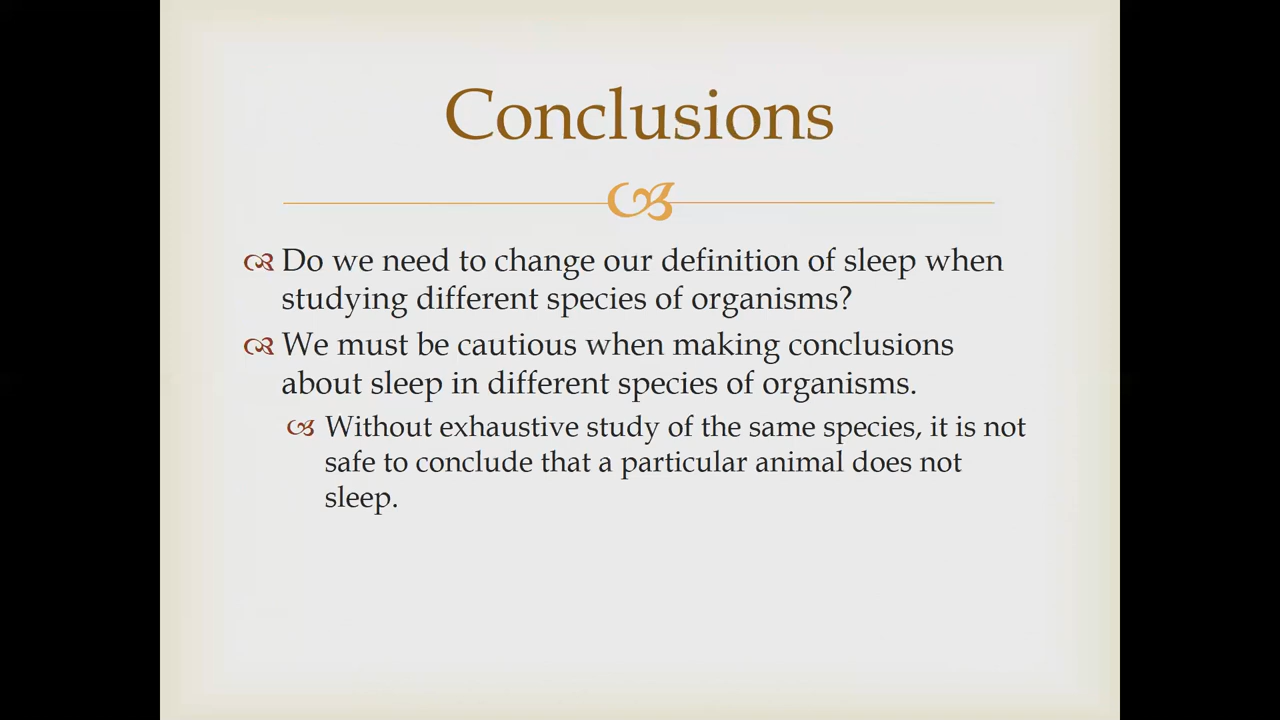 Conclusions
Do we need to change our definition of sleep when
studying different species of organisms?
We must be cautious when making conclusions
about sleep in different species of organisms.
Without exhaustive study of the same species, it is not
safe to conclude that a particular animal does not
sleep.